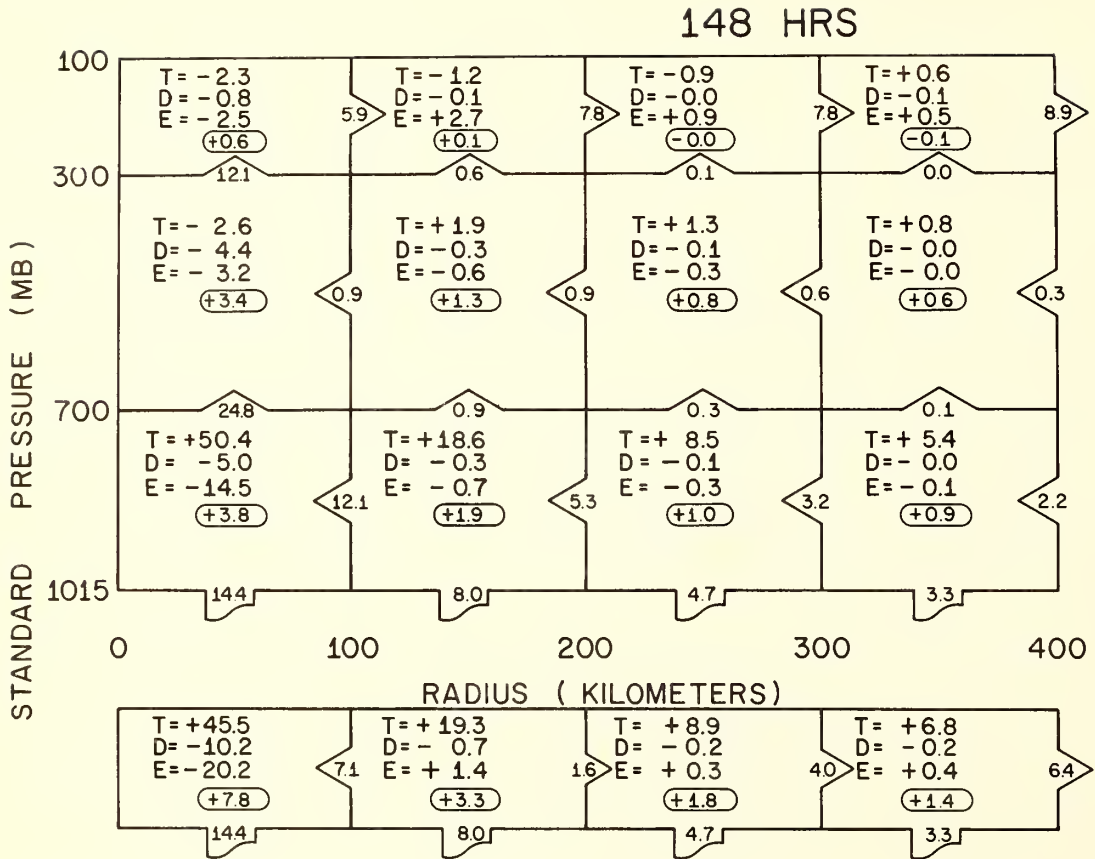 148 HRS
100
T= - 2.3 T= - 1.2 T= - 0.9 T= + 0.6
D= - 0.8 D= - 0.1 D= - 0.0 D= - 0.1
E= - 2.5 5.9 E= + 2.7 7.8 E= + 0.9 7.8 E= + 0.5 8.9
+0.6 +0.1 -0.0 -0.1
300 12.1 0.6 0.1 0.0
T= - 2.6 T= + 1.9 T= + 1.3 T= + 0.8
D= - 4.4 D= - 0.3 D= - 0.1 D= - 0.0
E= - 3.2 E= - 0.6 E= - 0.3 E= - 0.0
+3.4 0.9 +1.3 0.9 +0.8 0.6 +0.6 0.3
700 24.8 0.9 0.3 0.1
T= +50.4 T= +18.6 T= + 8.5 T= + 5.4
D= -5.0 D= - 0.3 D= - 0.1 D= - 0.0
E= -14.5 E= - 0.7 E= - 0.3 E= - 0.1
+3.8 12.1 +1.9 5.3 +1.0 3.2 +0.9 2.2
1015 14.4 8.0 4.7 3.3
STANDARD PRESSURE (MB)
0 100 200 300 400
RADIUS ( KILOMETERS)
T= +45.5 T= + 19.3 T= +8.9 T= +6.8
D= -10.2 D= - 0.7 D= - 0.2 D= - 0.2
E= -20.2 7.1 E= + 1.4 1.6 E= + 0.3 4.0 E= +0.4 6.4
+7.8 +3.3 +1.8 +1.4
14.4 8.0 4.7 3.3